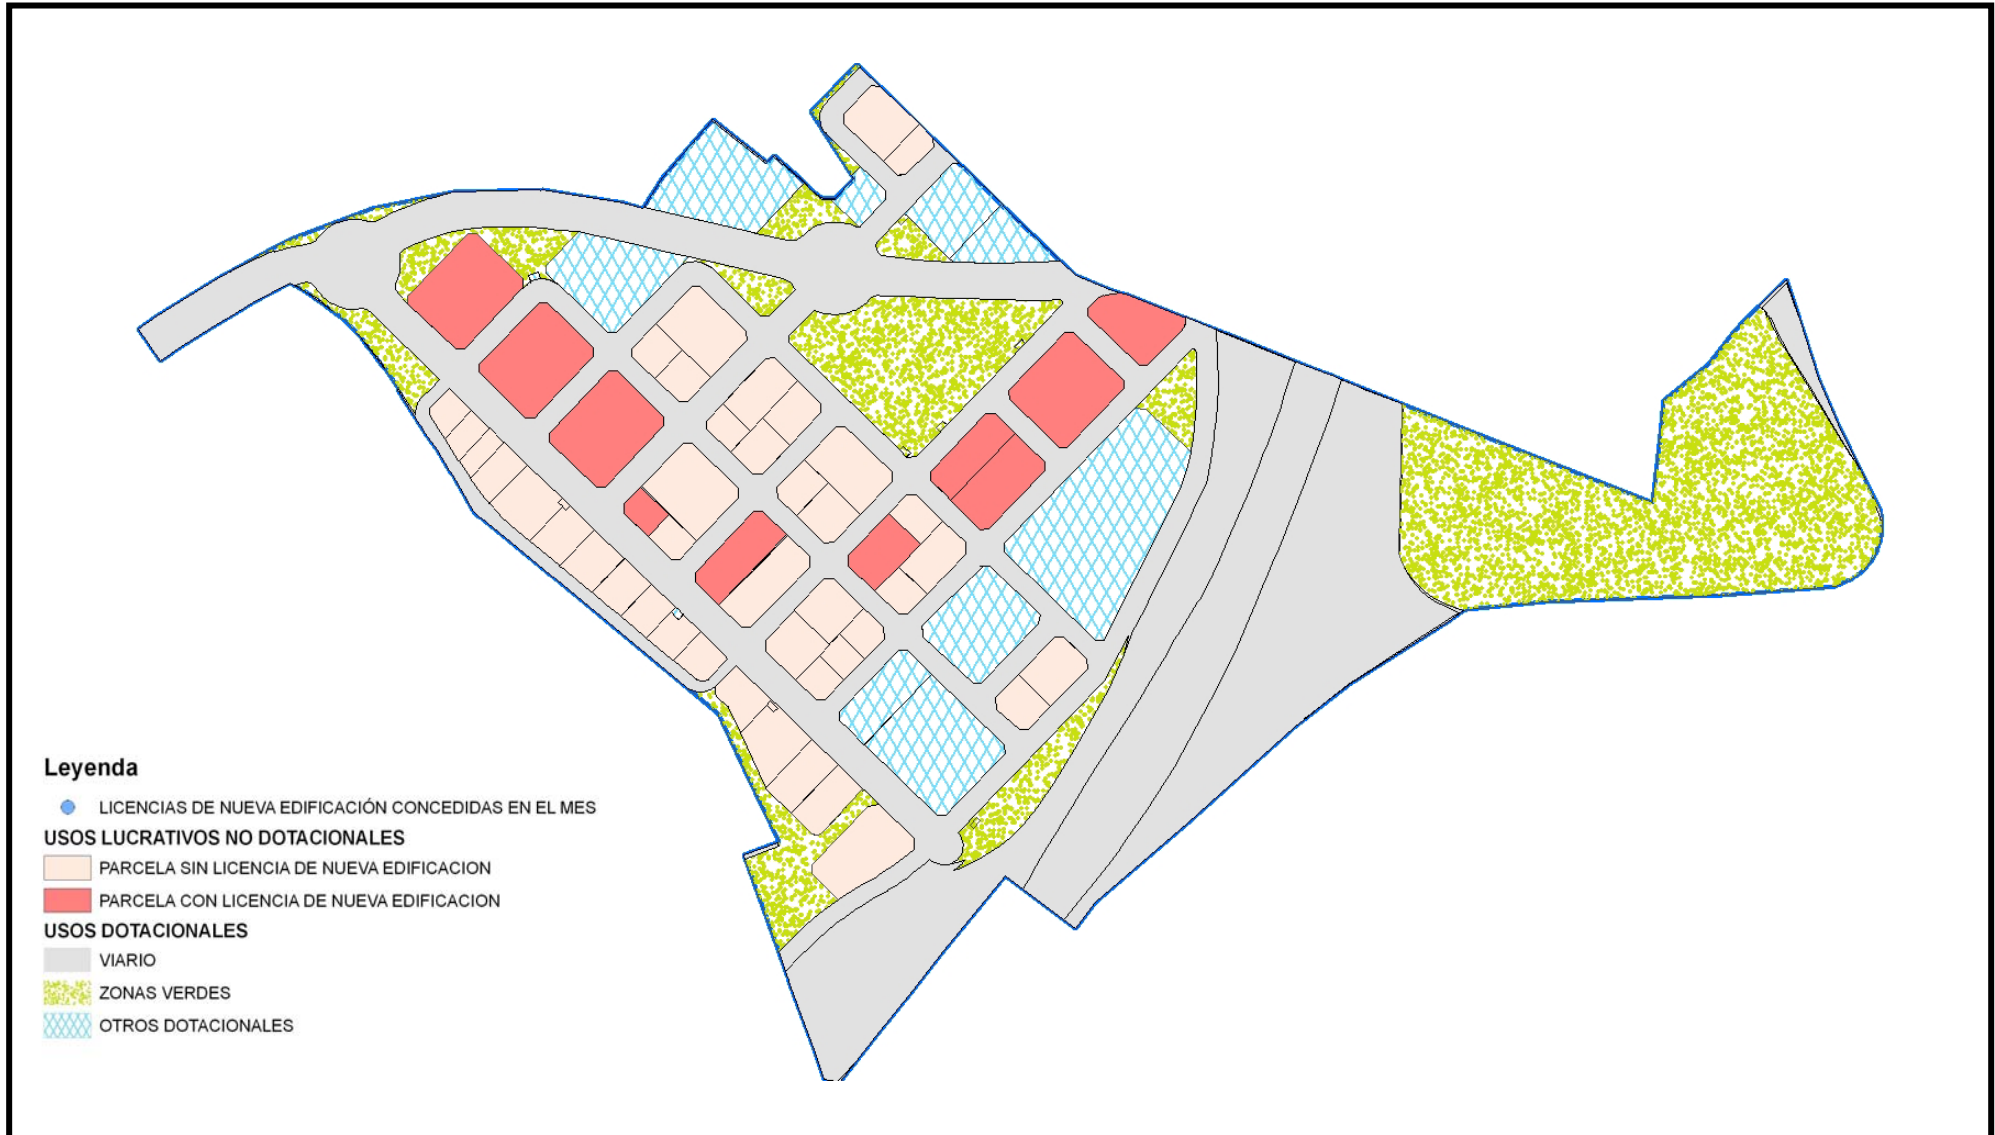 Leyenda
LICENCIAS DE NUEVA EDIFICACIÓN CONCEDIDAS EN EL MES
USOS LUCRATIVOS NO DOTACIONALES
PARCELA SIN LICENCIA DE NUEVA EDIFICACION
PARCELA CON LICENCIA DE NUEVA EDIFICACION
USOS DOTACIONALES
VIARIO
ZONAS VERDES
OTROS DOTACIONALES